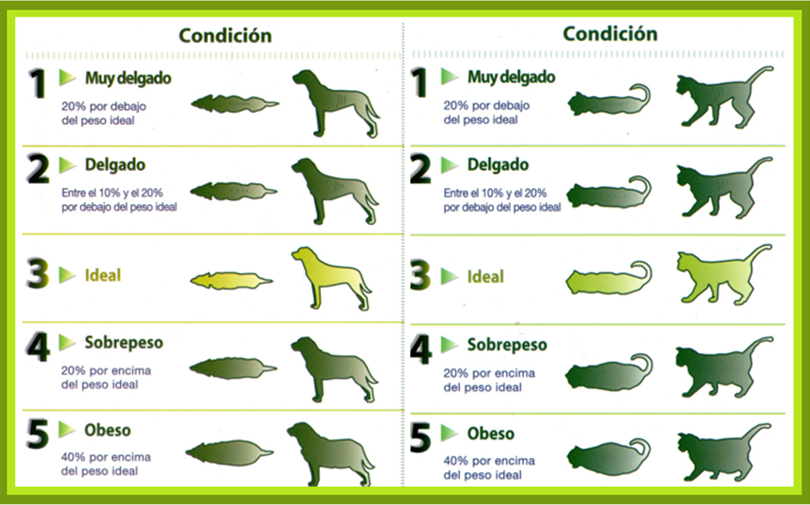 Condición
1 Muy delgado
20% por debajo
del peso ideal
2 Delgado
Entre el 10% y el 20%
por debajo del peso ideal
3 Ideal
4 Sobrepeso
20% por encima
del peso ideal
5 Obeso
40% por encima
del peso ideal
Condición
1 Muy delgado
20% por debajo
del peso ideal
2 Delgado
Entre el 10% y el 20%
por debajo del peso ideal
3 Ideal
4 Sobrepeso
20% por encima
del peso ideal
5 Obeso
40% por encima
del peso ideal